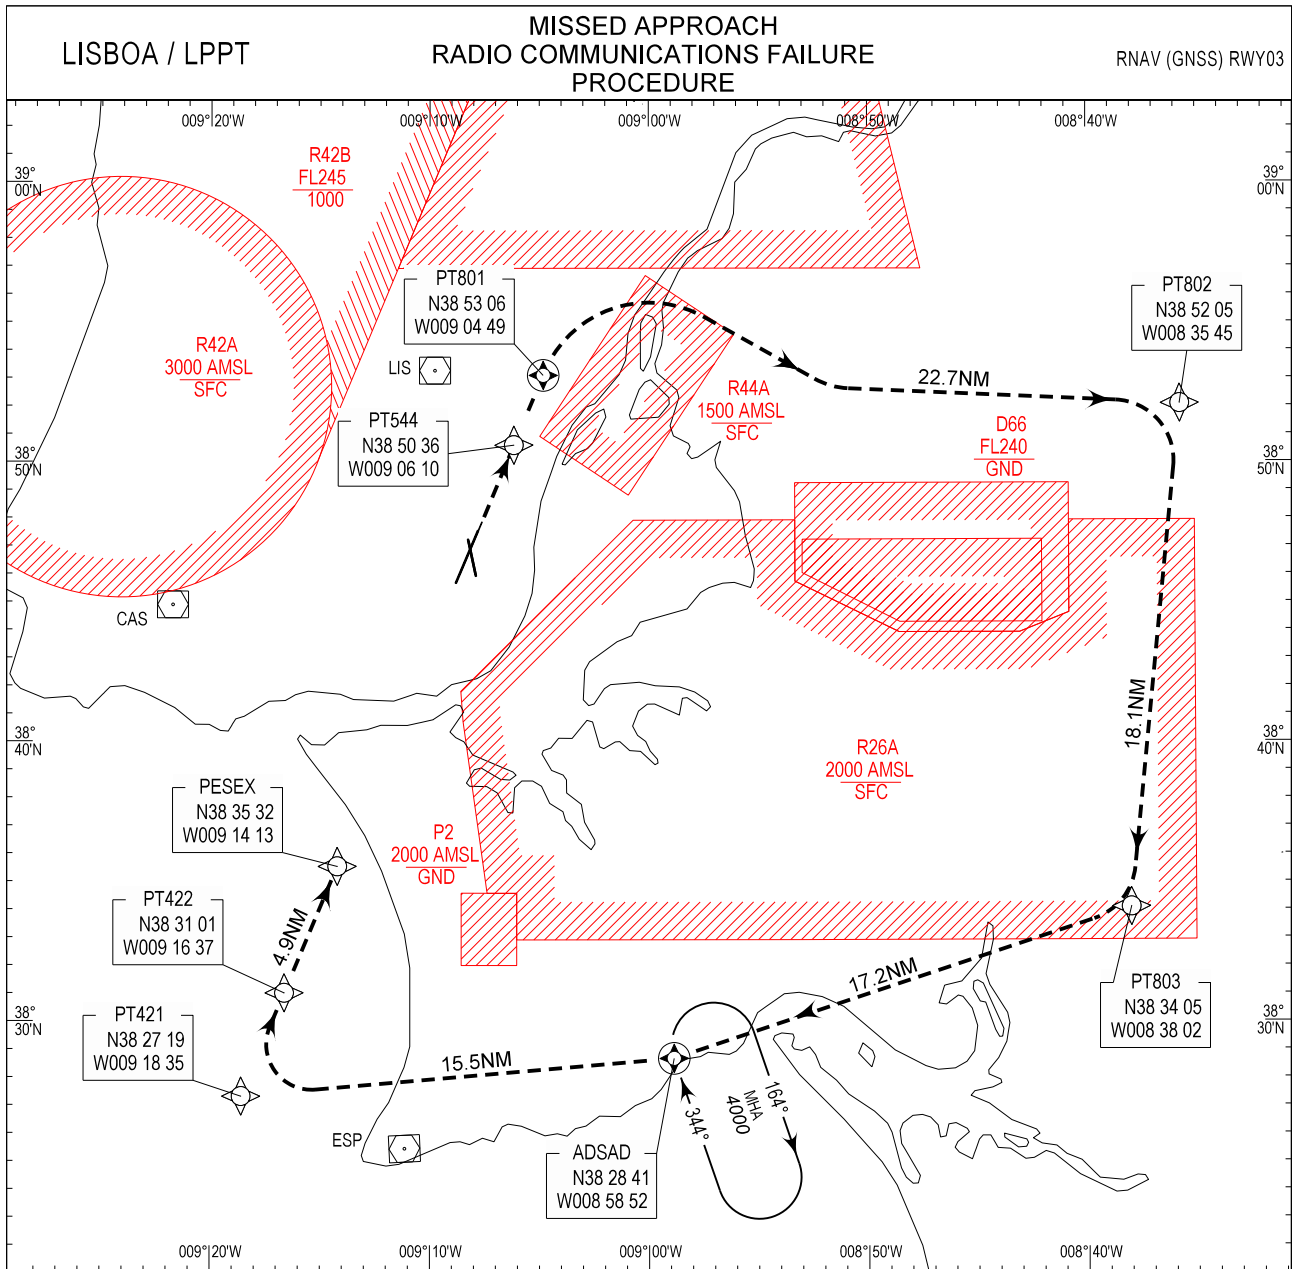 LISBOA / LPPT
MISSED APPROACH
RADIO COMMUNICATIONS FAILURE
PROCEDURE
RNAV (GNSS) RWY03
009°20'W
009°10'W
009°00'W
008°50'W
008°40'W
39°
00'N
39°
00'N
R42B
FL245
1000
PT801
N38 53 06
W009 04 49
PT802
N38 52 05
W008 35 45
R42A
3000 AMSL
SFC
LIS
22.7NM
R44A
1500 AMSL
SFC
PT544
N38 50 36
W009 06 10
D66
FL240
GND
38°
50'N
38°
50'N
CAS
18.1NM
38°
40'N
38°
40'N
R26A
2000 AMSL
SFC
PESEX
N38 35 32
W009 14 13
P2
2000 AMSL
GND
PT422
N38 31 01
W009 16 37
4.9NM
17.2NM
PT803
N38 34 05
W008 38 02
PT421
N38 27 19
W009 18 35
38°
30'N
38°
30'N
15.5NM
164°
MHA
4000
344°
ESP
ADSAD
N38 28 41
W008 58 52
009°20'W
009°10'W
009°00'W
008°50'W
008°40'W